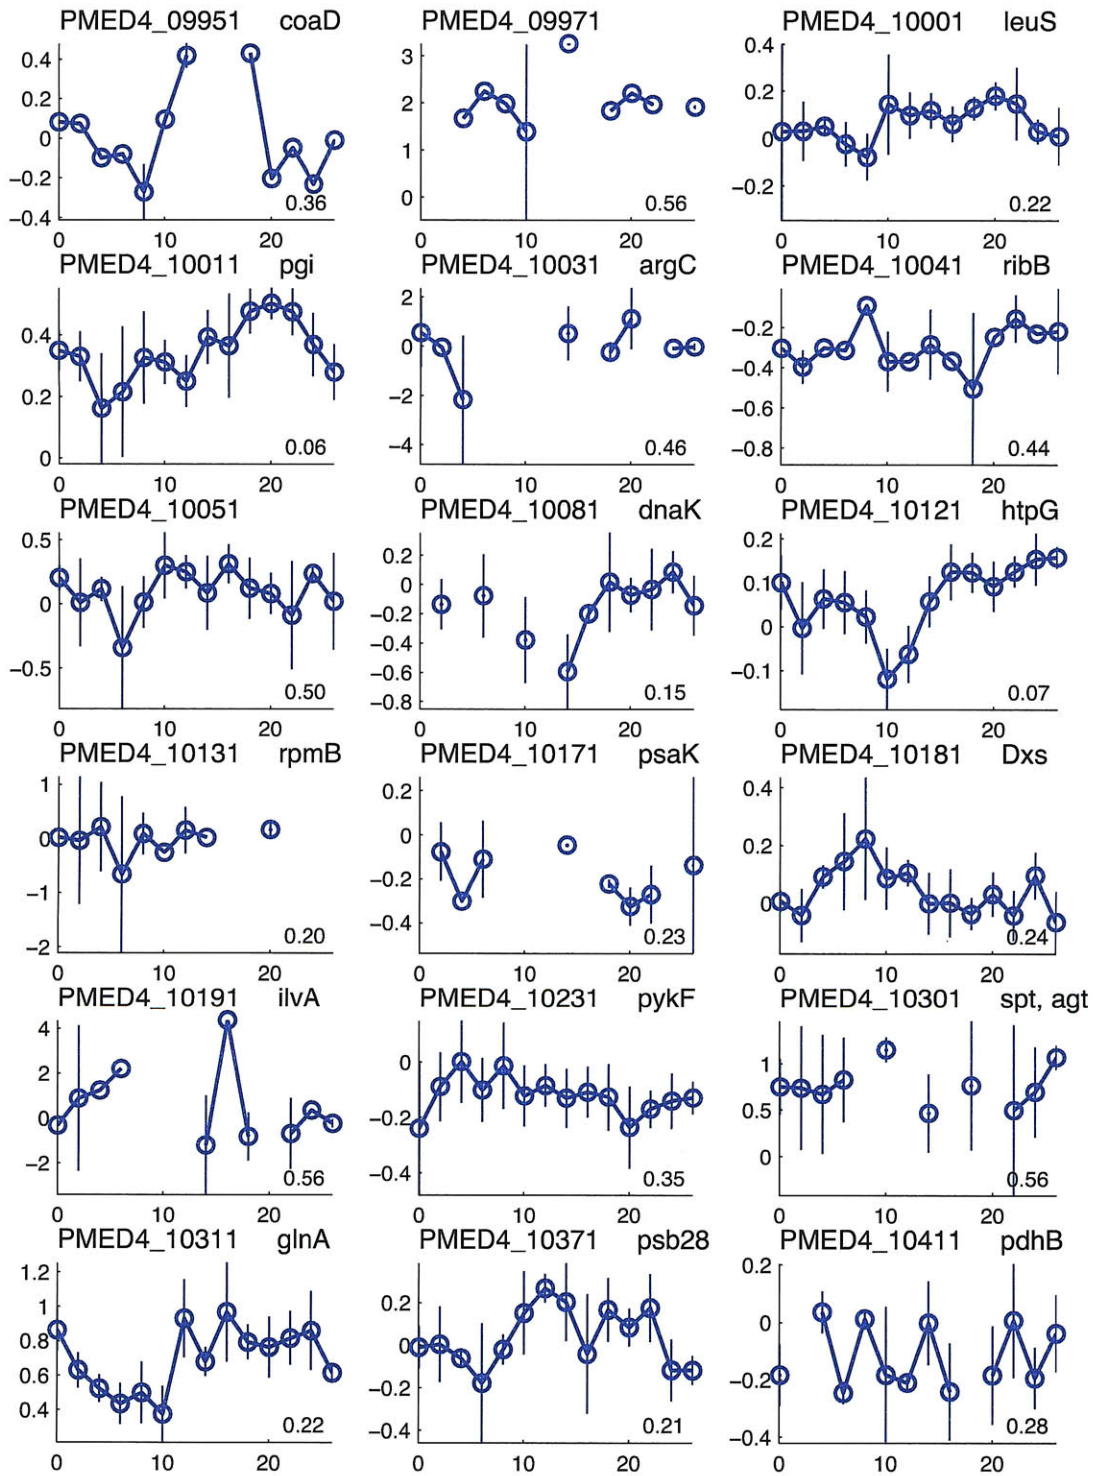 PMED4_09951 coaD PMED4_09971 PMED4_10001 leuS
0.4 0.2 0 −0.2 −0.4 0.36 0 10 20
3 2 1 0 0.56 0 10 20
0.4 0.2 0 −0.2 0.22 0 10 20
PMED4_10011 pgi PMED4_10031 argC PMED4_10041 ribB
0.4 0.2 0 0.06 0 10 20
2 0 −2 −4 0.46 0 10 20
−0.2 −0.4 −0.6 −0.8 0.44 0 10 20
PMED4_10051 PMED4_10081 dnaK PMED4_10121 htpG
0.5 0 −0.5 0.50 0 10 20
0.2 0 −0.2 −0.4 −0.6 −0.8 0.15 0 10 20
0.2 0.1 0 −0.1 0.07 0 10 20
PMED4_10131 rpmB PMED4_10171 psaK PMED4_10181 Dxs
1 0 −1 −2 0.20 0 10 20
0.2 0 −0.2 −0.4 0.23 0 10 20
0.4 0.2 0 0.24 0 10 20
PMED4_10191 ilvA PMED4_10231 pykF PMED4_10301 spt, agt
4 2 0 −2 0.56 0 10 20
0 −0.2 −0.4 0.35 0 10 20
1 0.5 0 0.56 0 10 20
PMED4_10311 glnA PMED4_10371 psb28 PMED4_10411 pdhB
1.2 1 0.8 0.6 0.4 0.22 0 10 20
0.2 0 −0.2 −0.4 0.21 0 10 20
0.2 0 −0.2 −0.4 0.28 0 10 20